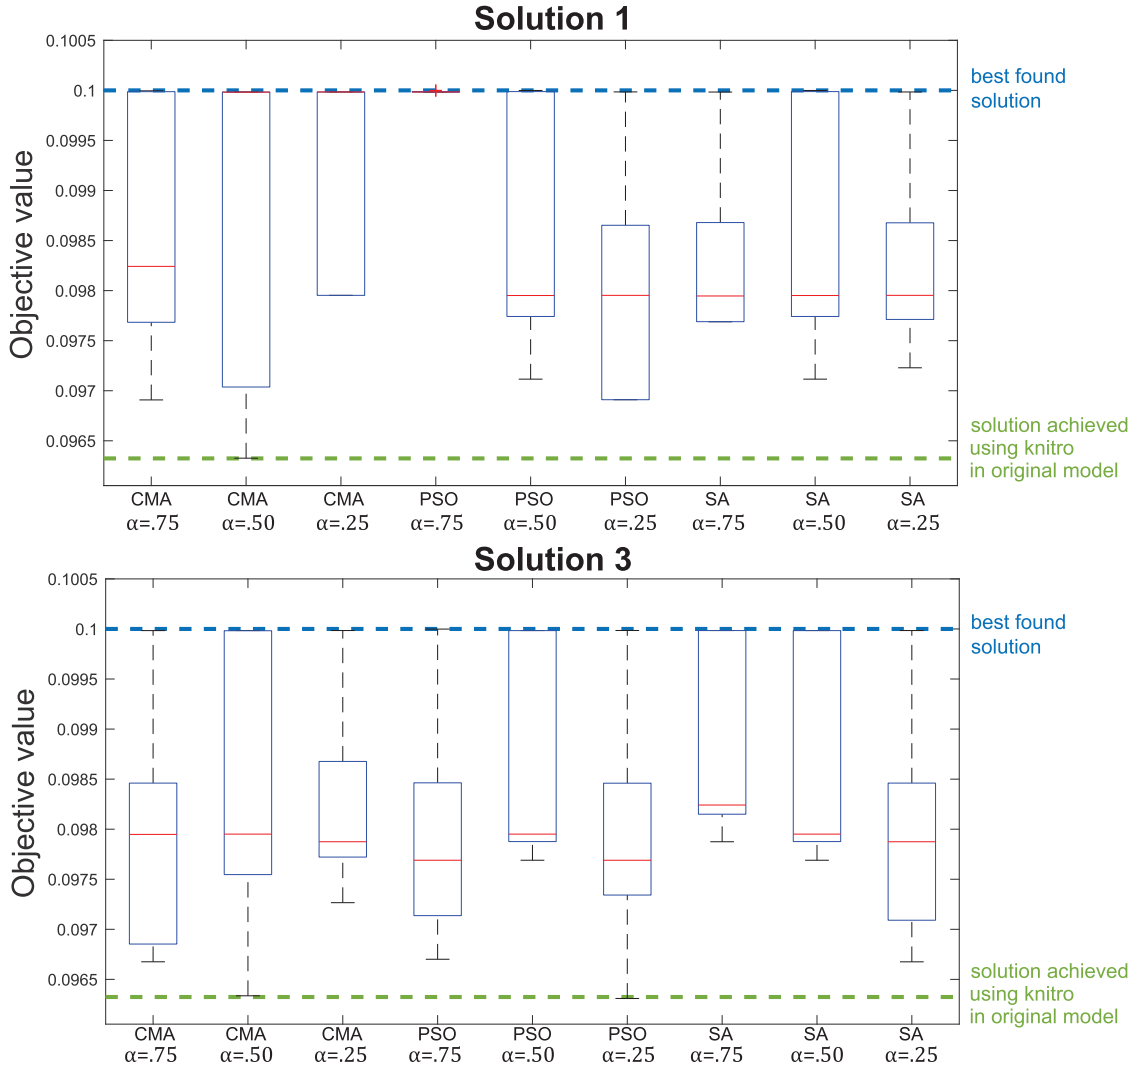 Solution 1
Objective value
0.1005
0.1
0.0995
0.099
0.0985
0.098
0.0975
0.097
0.0965
best found
solution
solution achieved
using knitro
in original model
CMA CMA CMA PSO PSO PSO SA SA SA
α=.75 α=.50 α=.25 α=.75 α=.50 α=.25 α=.75 α=.50 α=.25
Solution 3
Objective value
0.1005
0.1
0.0995
0.099
0.0985
0.098
0.0975
0.097
0.0965
best found
solution
solution achieved
using knitro
in original model
CMA CMA CMA PSO PSO PSO SA SA SA
α=.75 α=.50 α=.25 α=.75 α=.50 α=.25 α=.75 α=.50 α=.25